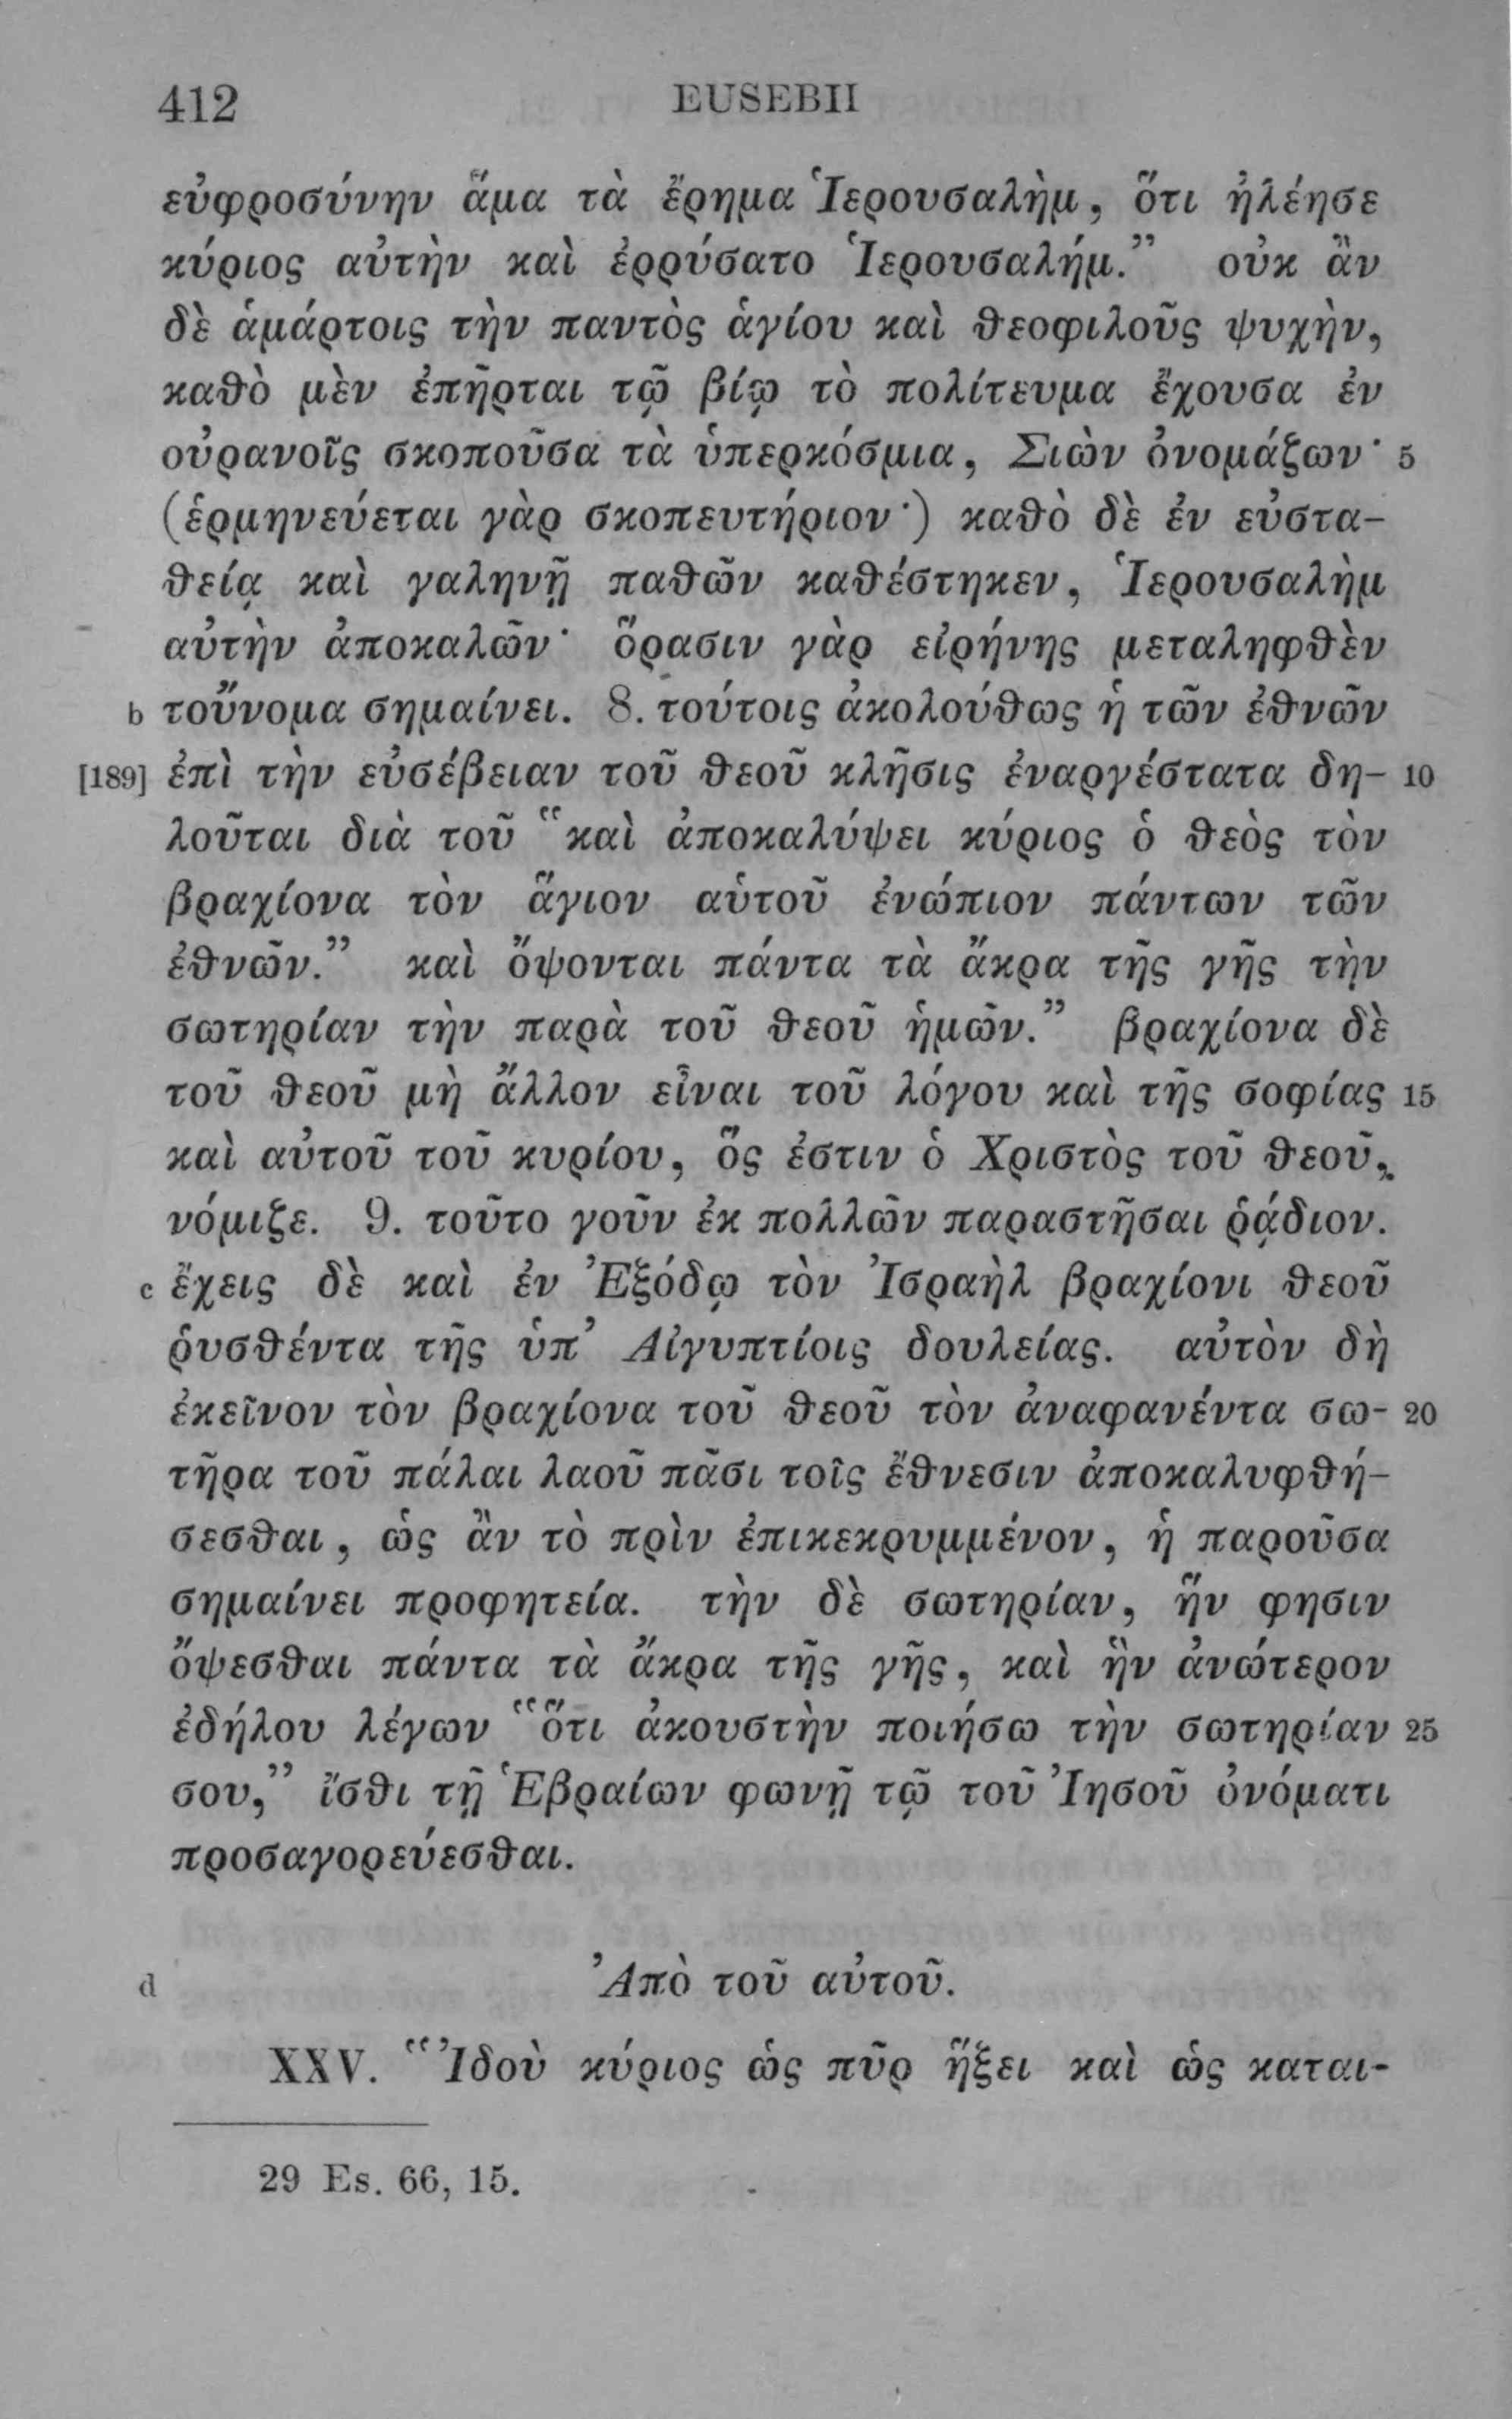 412 EUSEBII
εὐφροσύνην ἅμα τὰ ἔρημα Ἱερουσαλὴμ, ὅτι ἠλέησε
κύριος αὐτὴν καὶ ἐρρύσατο Ἱερουσαλήμ.” οὐκ ἂν
δὲ ἁμάρτοις τὴν παντὸς ἁγίου καὶ θεοφιλοῦς ψυχὴν,
καθὸ μὲν ἐπῆρται τῷ βίῳ τὸ πολίτευμα ἔχουσα ἐν
οὐρανοῖς σκοποῦσα τὰ ὑπερκόσμια, Σιὼν ὀνομάζων· 5
(ἑρμηνεύεται γὰρ σκοπευτήριον·) καθὸ δὲ ἐν εὐστα-
θείᾳ καὶ γαληνῇ παθῶν καθέστηκεν, Ἱερουσαλὴμ
αὐτὴν ἀποκαλῶν· ὅρασιν γὰρ εἰρήνης μεταληφθὲν
b τοὔνομα σημαίνει. 8. τούτοις ἀκολούθως ἡ τῶν ἐθνῶν
[189] ἐπὶ τὴν εὐσέβειαν τοῦ θεοῦ κλῆσις ἐναργέστατα δη- 10
λοῦται διὰ τοῦ “καὶ ἀποκαλύψει κύριος ὁ θεὸς τὸν
βραχίονα τὸν ἅγιον αὑτοῦ ἐνώπιον πάντων τῶν
ἐθνῶν.” καὶ ὄψονται πάντα τὰ ἄκρα τῆς γῆς τὴν
σωτηρίαν τὴν παρὰ τοῦ θεοῦ ἡμῶν.” βραχίονα δὲ
τοῦ θεοῦ μὴ ἄλλον εἶναι τοῦ λόγου καὶ τῆς σοφίας 15
καὶ αὐτοῦ τοῦ κυρίου, ὅς ἐστιν ὁ Χριστὸς τοῦ θεοῦ,
νόμιζε. 9. τοῦτο γοῦν ἐκ πολλῶν παραστῆσαι ῥᾴδιον.
c ἔχεις δὲ καὶ ἐν Ἐξόδῳ τὸν Ἰσραὴλ βραχίονι θεοῦ
ῥυσθέντα τῆς ὑπ’ Αἰγυπτίοις δουλείας. αὐτὸν δὴ
ἐκεῖνον τὸν βραχίονα τοῦ θεοῦ τὸν ἀναφανέντα σω- 20
τῆρα τοῦ πάλαι λαοῦ πᾶσι τοῖς ἔθνεσιν ἀποκαλυφθή-
σεσθαι, ὡς ἂν τὸ πρὶν ἐπικεκρυμμένον, ἡ παροῦσα
σημαίνει προφητεία. τὴν δὲ σωτηρίαν, ἥν φησιν
ὄψεσθαι πάντα τὰ ἄκρα τῆς γῆς, καὶ ἣν ἀνώτερον
ἐδήλου λέγων “ὅτι ἀκουστὴν ποιήσω τὴν σωτηρίαν 25
σου,” ἴσθι τῇ Ἑβραίων φωνῇ τῷ τοῦ Ἰησοῦ ὀνόματι
προσαγορεύεσθαι.
d Ἀπὸ τοῦ αὐτοῦ.
XXV. “Ἰδοὺ κύριος ὡς πῦρ ἥξει καὶ ὡς καται-
29 Es. 66, 15.